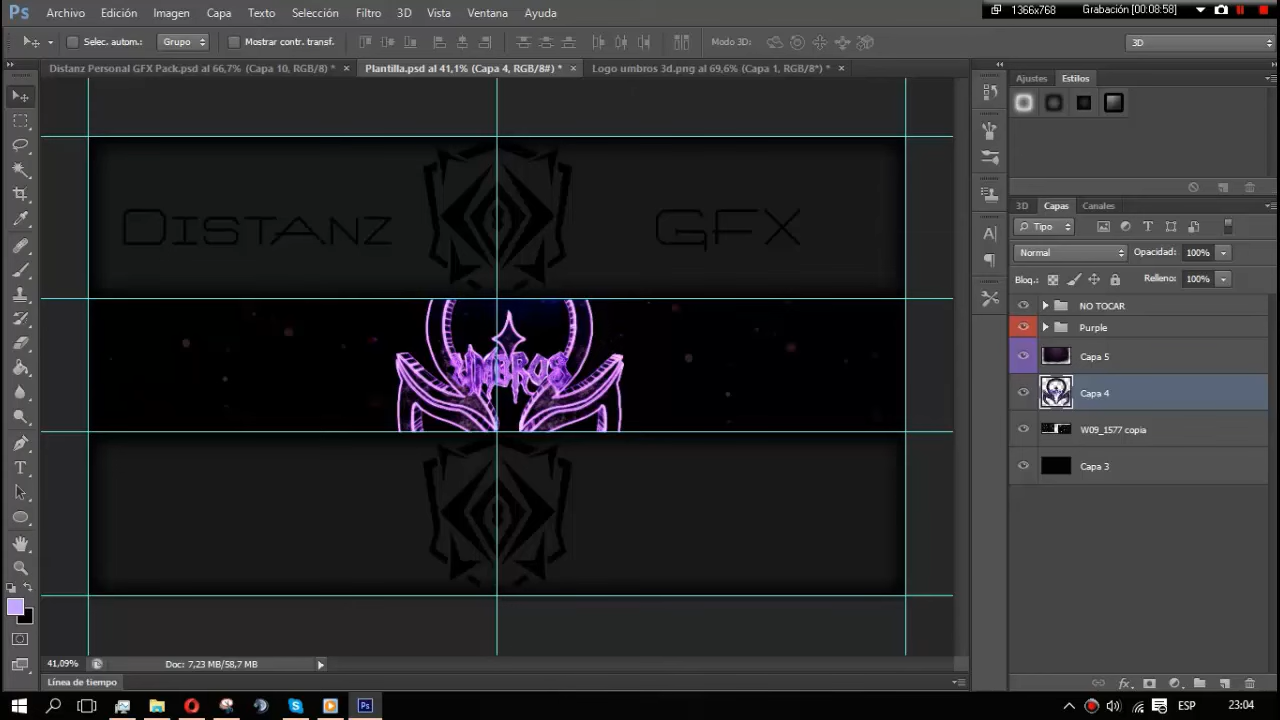 Ps Archivo Edición Imagen Capa Texto Selección Filtro 3D Vista Ventana Ayuda
1366x768 Grabación [00:08:58]
Selec. autom.: Grupo Mostrar contr. transf. Modo 3D: 3D
Distanz Personal GFX Pack.psd al 66,7% (Capa 10, RGB/8) * × Plantilla.psd al 41,1% (Capa 4, RGB/8#) * × Logo umbros 3d.png al 69,6% (Capa 1, RGB/8*) * ×
Ajustes Estilos
3D Capas Canales
Tipo
Normal Opacidad: 100%
Bloq.: Relleno: 100%
NO TOCAR
Purple
Capa 5
Capa 4
W09_1577 copia
Capa 3
Distanz GFX
UMBROS
41,09% Doc: 7,23 MB/58,7 MB
Línea de tiempo
ESP 23:04